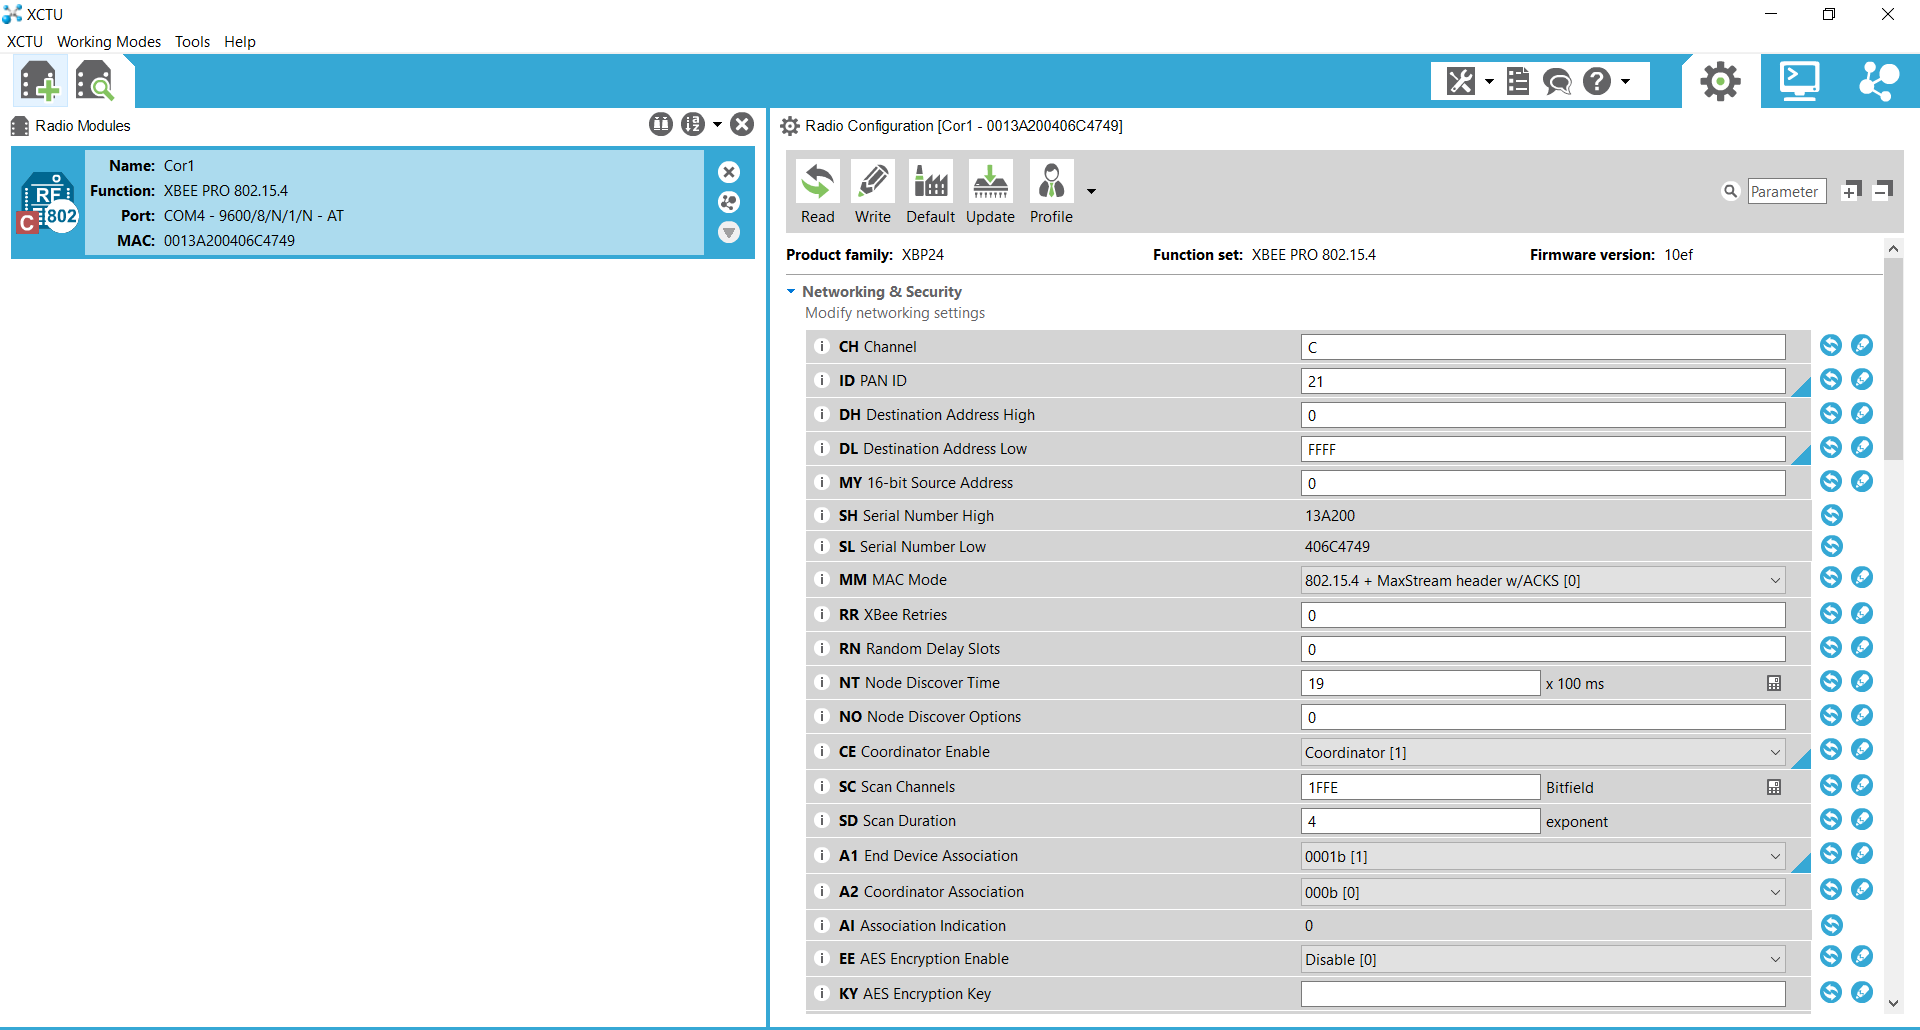 XCTU
XCTU Working Modes Tools Help
Radio Modules
Name: Cor1
Function: XBEE PRO 802.15.4
Port: COM4 - 9600/8/N/1/N - AT
MAC: 0013A200406C4749
RF
C 802
Radio Configuration [Cor1 - 0013A200406C4749]
Read Write Default Update Profile
Parameter
Product family: XBP24 Function set: XBEE PRO 802.15.4 Firmware version: 10ef
Networking & Security
Modify networking settings
i CH Channel C
i ID PAN ID 21
i DH Destination Address High 0
i DL Destination Address Low FFFF
i MY 16-bit Source Address 0
i SH Serial Number High 13A200
i SL Serial Number Low 406C4749
i MM MAC Mode 802.15.4 + MaxStream header w/ACKS [0]
i RR XBee Retries 0
i RN Random Delay Slots 0
i NT Node Discover Time 19 x 100 ms
i NO Node Discover Options 0
i CE Coordinator Enable Coordinator [1]
i SC Scan Channels 1FFE Bitfield
i SD Scan Duration 4 exponent
i A1 End Device Association 0001b [1]
i A2 Coordinator Association 000b [0]
i AI Association Indication 0
i EE AES Encryption Enable Disable [0]
i KY AES Encryption Key